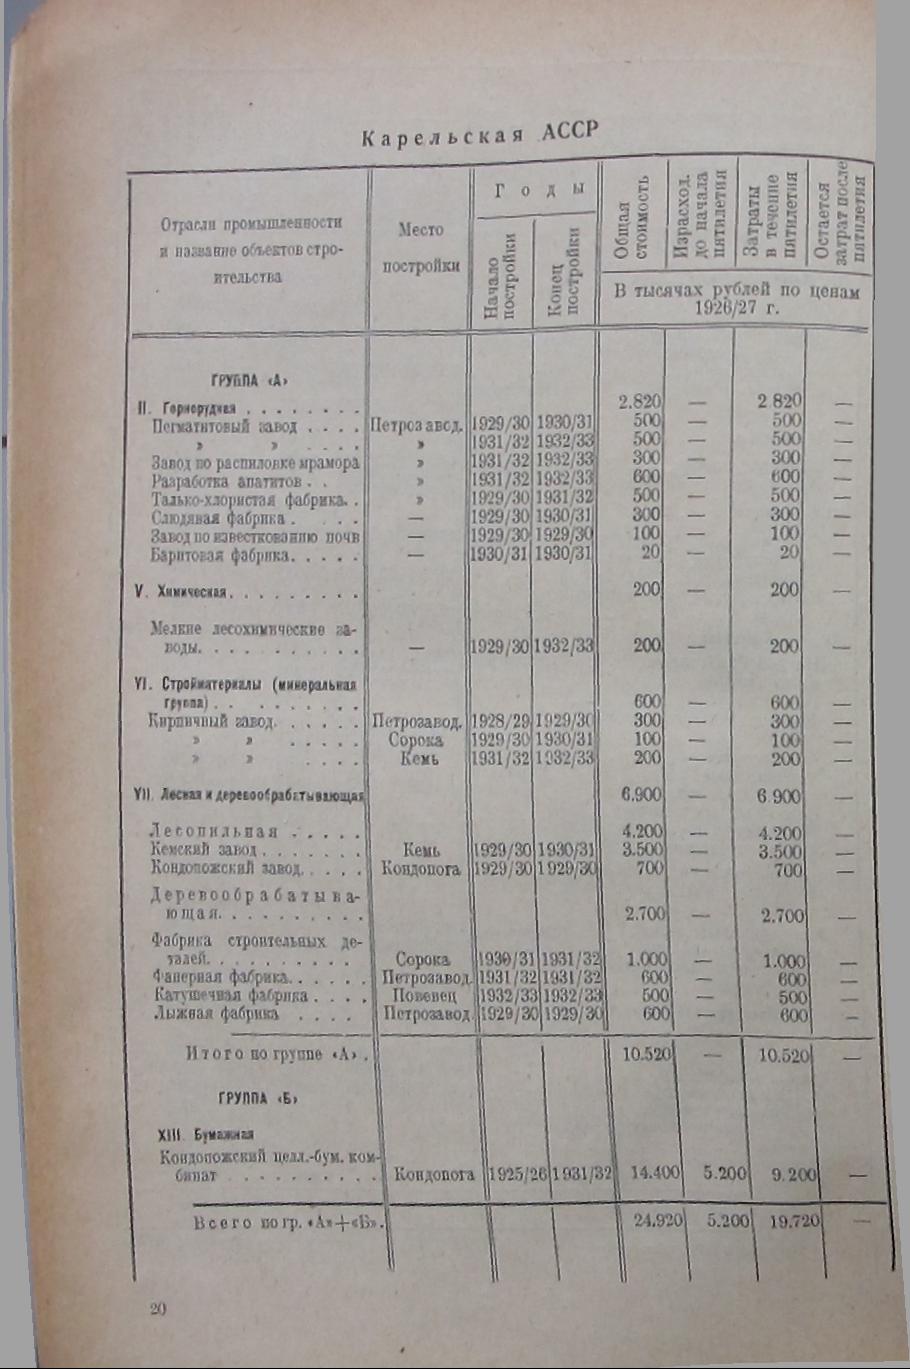 Карельская АССР
Отрасли промышленности и название объектов строительства | Место постройки | Годы | Общая стоимость | Израсход. до начала пятилетия | Затраты в течение пятилетия | Остается затрат после пятилетия
Начало постройки | Конец постройки | В тысячах рублей по ценам 1926/27 г.
ГРУППА «А»
II. Горнорудная . . . . . . . . 2.820 — 2 820 —
Пегматитовый завод . . . . Петрозавод. 1929/30 1930/31 500 — 500 —
» » . . . . » 1931/32 1932/33 500 — 500 —
Завод по распиловке мрамора » 1931/32 1932/33 300 — 300 —
Разработка апатитов . . » 1931/32 1932/33 600 — 600 —
Талько-хлористая фабрика. . » 1929/30 1931/32 500 — 500 —
Слюдявая фабрика . . . . — 1929/30 1930/31 300 — 300 —
Завод по известкованию почв — 1929/30 1929/30 100 — 100 —
Баритовая фабрика. . . . . — 1930/31 1930/31 20 — 20 —
V. Химическая. . . . . . . . . 200 — 200 —
Мелкие лесохимические за-
воды. . . . . . . . . . — 1929/30 1932/33 200 — 200 —
VI. Стройматериалы (минеральная
группа) . . . . . . . . . 600 — 600 —
Кирпичный завод. . . . . . Петрозавод. 1928/29 1929/30 300 — 300 —
» » . . . . . Сорока 1929/30 1930/31 100 — 100 —
» » . . . . Кемь 1931/32 1932/33 200 — 200 —
VII. Лесная и деревообрабатывающая 6.900 — 6 900 —
Лесопильная . . . . . 4.200 — 4.200 —
Кемский завод . . . . . . . Кемь 1929/30 1930/31 3.500 — 3.500 —
Кондопожский завод. . . . . Кондопога 1929/30 1929/30 700 — 700 —
Деревообрабатыва-
ющая. . . . . . . . . . 2.700 — 2.700 —
Фабрика строительных де-
талей. . . . . . . . . Сорока 1930/31 1931/32 1.000 — 1.000 —
Фанерная фабрика. . . . . . Петрозавод. 1931/32 1931/32 600 — 600 —
Катушечная фабрика . . . . Повенец 1932/33 1932/33 500 — 500 —
Лыжная фабрика . . . . Петрозавод. 1929/30 1929/30 600 — 600 —
Итого по группе «А» . 10.520 — 10.520 —
ГРУППА «Б»
XIII. Бумажная
Кондопожский целл.-бум. ком-
бинат . . . . . . . . . . Кондопога 1925/26 1931/32 14.400 5.200 9.200 —
Всего по гр. «А»+«Б». 24.920 5.200 19.720 —
20